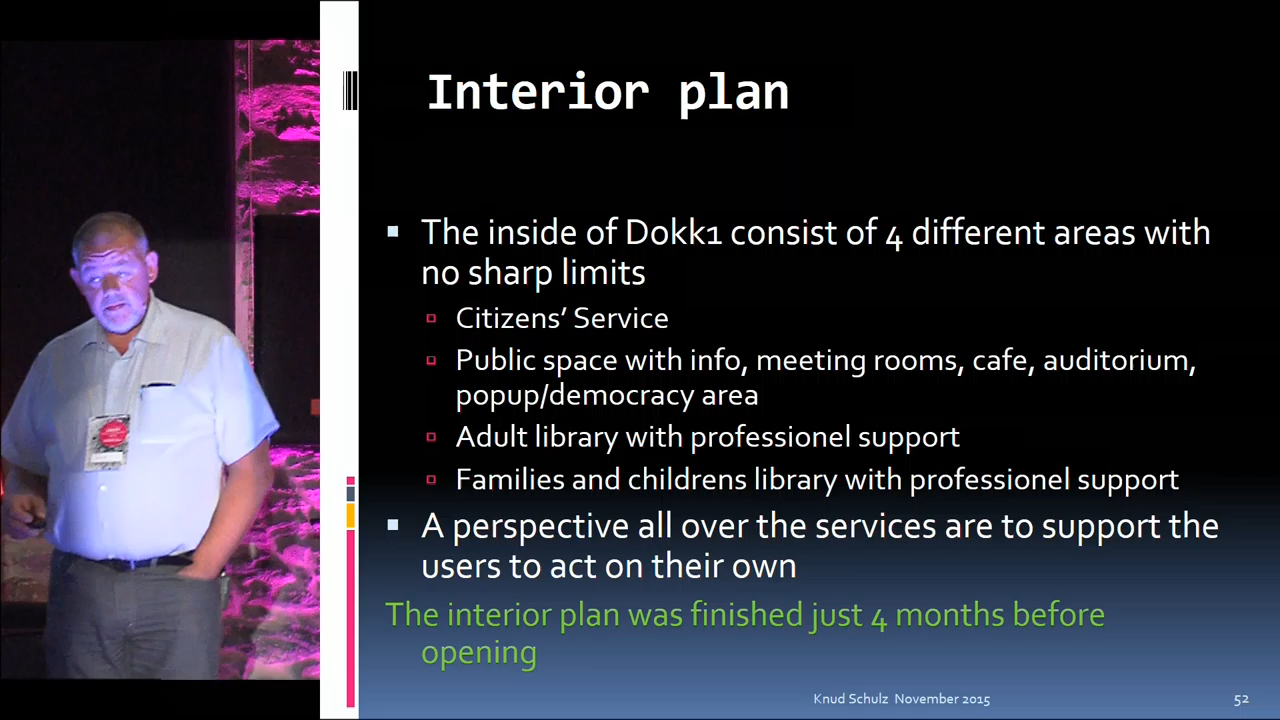 Interior plan
The inside of Dokk1 consist of 4 different areas with
no sharp limits
Citizens’ Service
Public space with info, meeting rooms, cafe, auditorium,
popup/democracy area
Adult library with professionel support
Families and childrens library with professionel support
A perspective all over the services are to support the
users to act on their own
The interior plan was finished just 4 months before
opening
Knud Schulz November 2015
52